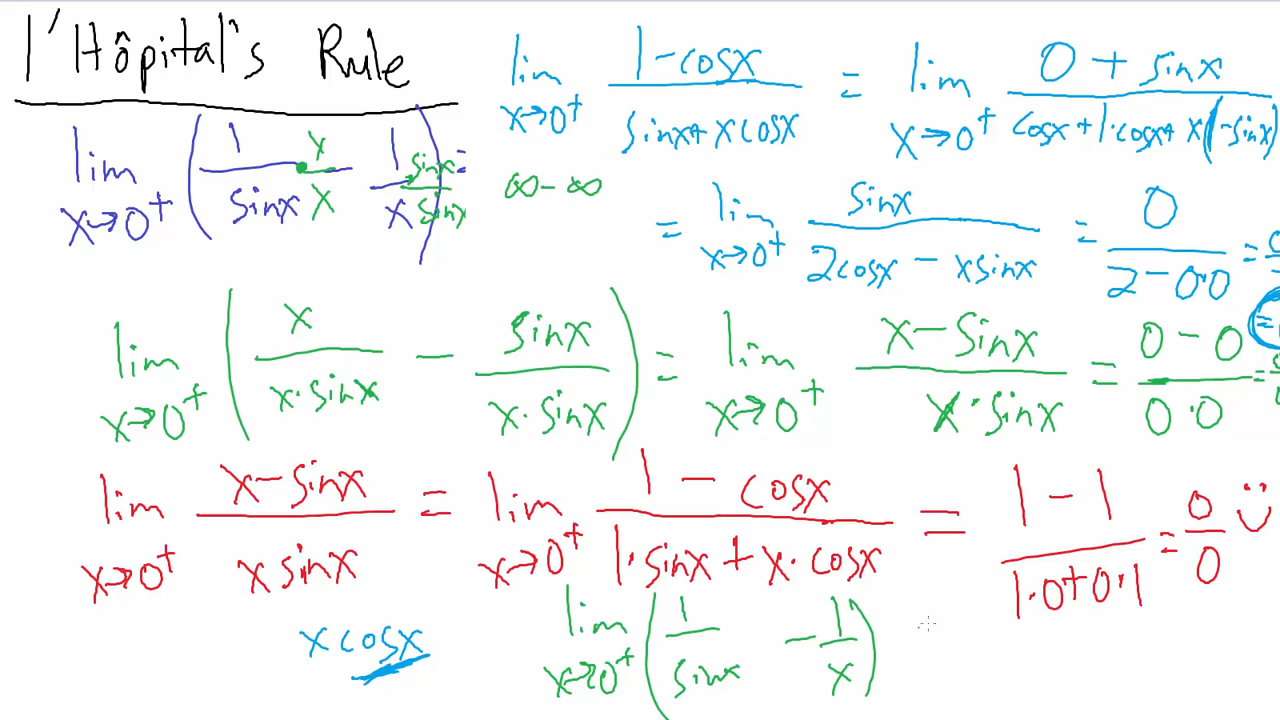 l'Hôpital's Rule
lim x→0⁺ (1/sinx · x/x  1/x · sinx/sinx) =
∞ - ∞
lim x→0⁺ (1-cosx)/(sinx + xcosx) = lim x→0⁺ (0 + sinx)/(cosx + 1·cosx + x(-sinx)
= lim x→0⁺ sinx/(2cosx - xsinx) = 0/(2-0·0) =
lim x→0⁺ (x/(x·sinx) - sinx/(x·sinx)) = lim x→0⁺ (x-sinx)/(x·sinx) = (0-0)/(0·0) =
lim x→0⁺ (x-sinx)/(x sinx) = lim x→0⁺ (1 - cosx)/(1·sinx + x·cosx) = (1-1)/(1·0+0·1) = 0/0
x cosx
lim x→0⁺ (1/sinx - 1/x)